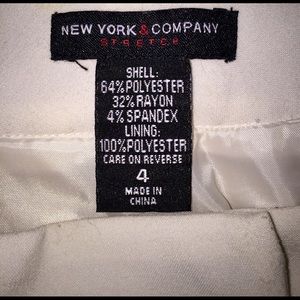 NEW YORK & COMPANY
STRETCH
SHELL:
64% POLYESTER
32% RAYON
4% SPANDEX
LINING:
100% POLYESTER
CARE ON REVERSE
4
MADE IN
CHINA